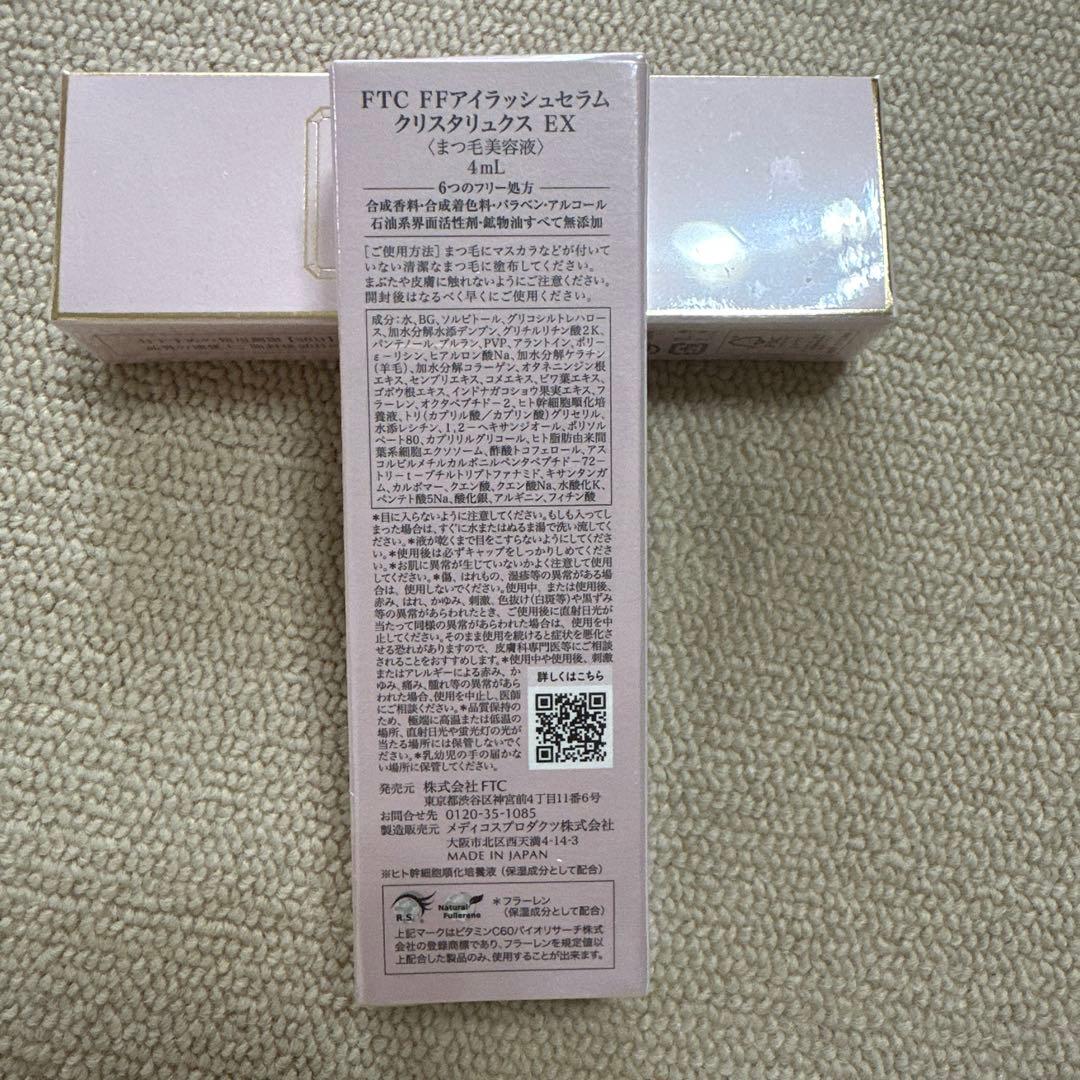 FTC FFアイラッシュセラム
クリスタリュクス EX
〈まつ毛美容液〉
4mL
6つのフリー処方
合成香料・合成着色料・パラベン・アルコール
石油系界面活性剤・鉱物油すべて無添加
[ご使用方法] まつ毛にマスカラなどが付いて
いない清潔なまつ毛に塗布してください。
まぶたや皮膚に触れないようにご注意ください。
開封後はなるべく早くにご使用ください。
成分:水、BG、ソルビトール、グリコシルトレハロー
ス、加水分解水添デンプン、グリチルリチン酸2K、
パンテノール、プルラン、PVP、アラントイン、ポリー
ε－リシン、ヒアルロン酸Na、加水分解ケラチン
(羊毛)、加水分解コラーゲン、オタネニンジン根
エキス、センブリエキス、コメエキス、ビワ葉エキス、
ゴボウ根エキス、インドナガコショウ果実エキス、フ
ラーレン、オクタペプチド－2、ヒト幹細胞順化培
養液、トリ(カプリル酸／カプリン酸)グリセリル、
水添レシチン、1,2－ヘキサンジオール、ポリソル
ベート80、カプリリルグリコール、ヒト脂肪由来間
葉系細胞エクソソーム、酢酸トコフェロール、アス
コルビルメチルカルボニルペンタペプチド－72－
トリ－t－ブチルトリプトファナミド、キサンタンガ
ム、カルボマー、クエン酸、クエン酸Na、水酸化K、
ペンテト酸5Na、酸化銀、アルギニン、フィチン酸
＊目に入らないように注意してください。もしも入ってし
まった場合は、すぐに水またはぬるま湯で洗い流してく
ださい。＊液が乾くまで目をこすらないようにしてくださ
い。＊使用後は必ずキャップをしっかりしめてくださ
い。＊お肌に異常が生じていないかよく注意して使用
してください。＊傷、はれもの、湿疹等の異常がある場
合は、使用しないでください。使用中、または使用後、
赤み、はれ、かゆみ、刺激、色抜け(白斑等)や黒ずみ
等の異常があらわれたとき、ご使用後に直射日光が
当たって同様の異常があらわれた場合は、使用を中
止してください。そのまま使用を続けると症状を悪化さ
せる恐れがありますので、皮膚科専門医等にご相談
されることをおすすめします。＊使用中や使用後、刺激
またはアレルギーによる赤み、か
ゆみ、痛み、腫れ等の異常があら
われた場合、使用を中止し、医師
にご相談ください。＊品質保持の
ため、極端に高温または低温の
場所、直射日光や蛍光灯の光が
当たる場所には保管しないでく
ださい。＊乳幼児の手の届かな
い場所に保管してください。
詳しくはこちら
発売元 株式会社FTC
東京都渋谷区神宮前4丁目11番6号
お問合せ先 0120-35-1085
製造販売元 メディコスプロダクツ株式会社
大阪市北区西天満4-14-3
MADE IN JAPAN
※ヒト幹細胞順化培養液 (保湿成分として配合)
R.S.® Natural Fullerene
＊フラーレン
(保湿成分として配合)
上記マークはビタミンC60バイオリサーチ株式
会社の登録商標であり、フラーレンを規定値以
上配合した製品のみ、使用することが出来ます。